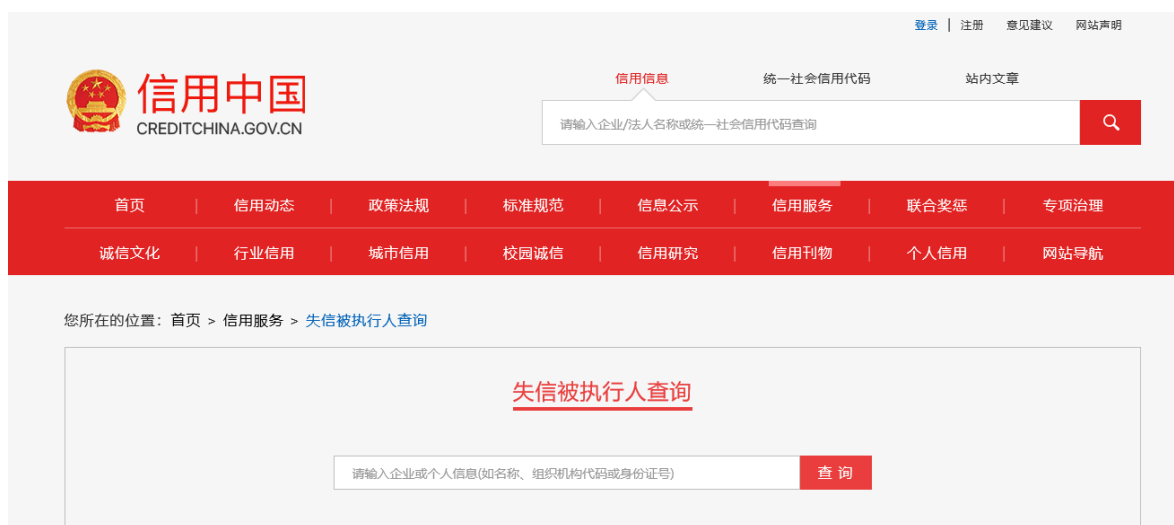 登录 | 注册 意见建议 网站声明
信用信息 统一社会信用代码 站内文章
信用中国
CREDITCHINA.GOV.CN
请输入企业/法人名称或统一社会信用代码查询
首页 | 信用动态 | 政策法规 | 标准规范 | 信息公示 | 信用服务 | 联合奖惩 | 专项治理
诚信文化 | 行业信用 | 城市信用 | 校园诚信 | 信用研究 | 信用刊物 | 个人信用 | 网站导航
您所在的位置：首页 > 信用服务 > 失信被执行人查询
失信被执行人查询
请输入企业或个人信息(如名称、组织机构代码或身份证号) 查 询